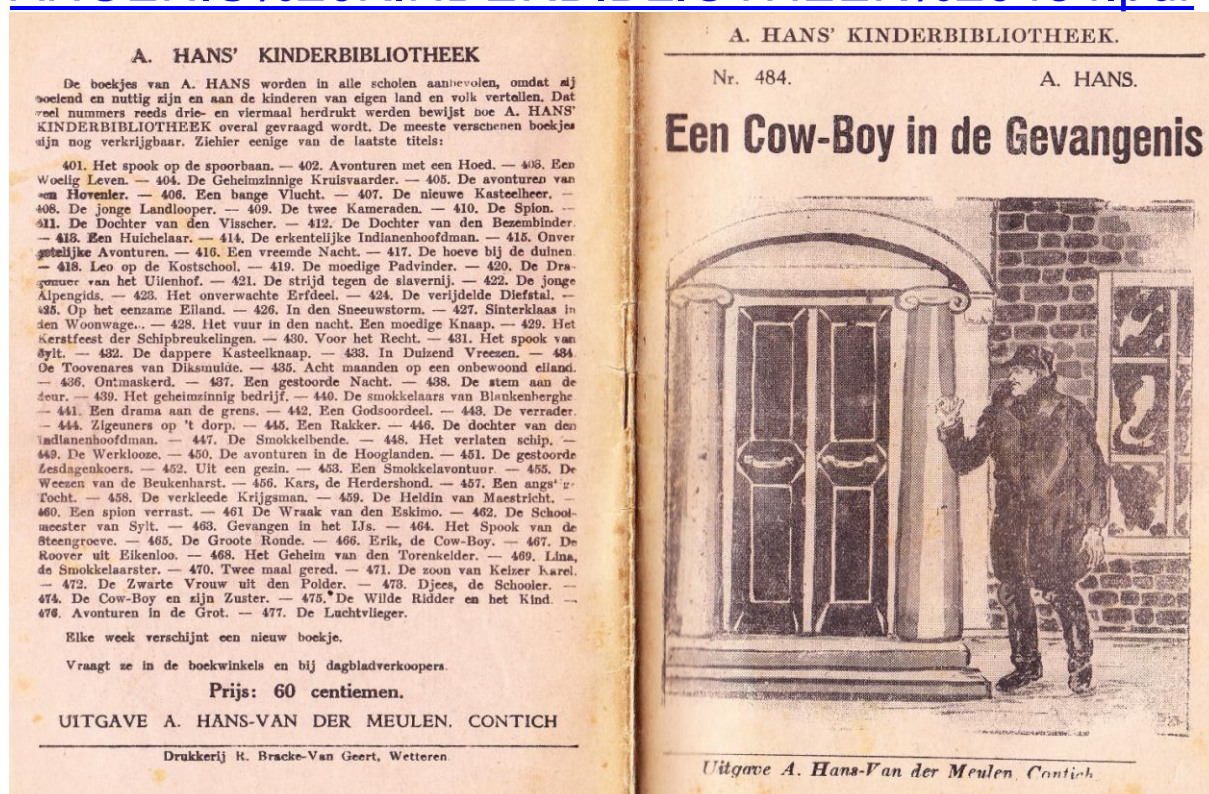 A. HANS' KINDERBIBLIOTHEEK
De boekjes van A. HANS worden in alle scholen aanbevolen, omdat zij
boeiend en nuttig zijn en aan de kinderen van eigen land en volk vertellen. Dat
veel nummers reeds drie- en viermaal herdrukt werden bewijst hoe A. HANS'
KINDERBIBLIOTHEEK overal gevraagd wordt. De meeste verschenen boekjes
zijn nog verkrijgbaar. Ziehier eenige van de laatste titels:
401. Het spook op de spoorbaan. — 402. Avonturen met een Hoed. — 403. Een
Woelig Leven. — 404. De Geheimzinnige Kruisvaarder. — 405. De avonturen van
een Hovenier. — 406. Een bange Vlucht. — 407. De nieuwe Kasteelheer. —
408. De jonge Landlooper. — 409. De twee Kameraden. — 410. De Spion. —
411. De Dochter van den Visscher. — 412. De Dochter van den Bezembinder.
— 413. Een Huichelaar. — 414. De erkentelijke Indianenhoofdman. — 415. Onver
getelijke Avonturen. — 416. Een vreemde Nacht. — 417. De hoeve bij de duinen.
— 418. Leo op de Kostschool. — 419. De moedige Padvinder. — 420. De Dra-
gonder van het Uilenhof. — 421. De strijd tegen de slavernij. — 422. De jonge
Alpengids. — 423. Het onverwachte Erfdeel. — 424. De verijdelde Diefstal. —
425. Op het eenzame Eiland. — 426. In den Sneeuwstorm. — 427. Sinterklaas in
den Woonwagen. — 428. Het vuur in den nacht. Een moedige Knaap. — 429. Het
Kerstfeest der Schipbreukelingen. — 430. Voor het Recht. — 431. Het spook van
Sylt. — 432. De dappere Kasteelknaap. — 433. In Duizend Vreezen. — 434.
De Toovenares van Diksmuide. — 435. Acht maanden op een onbewoond eiland.
— 436. Ontmaskerd. — 437. Een gestoorde Nacht. — 438. De stem aan de
deur. — 439. Het geheimzinnig bedrijf. — 440. De smokkelaars van Blankenberghe
— 441. Een drama aan de grens. — 442. Een Godsoordeel. — 443. De verrader.
— 444. Zigeuners op 't dorp. — 445. Een Rakker. — 446. De dochter van den
Indianenhoofdman. — 447. De Smokkelbende. — 448. Het verlaten schip. —
449. De Werklooze. — 450. De avonturen in de Hooglanden. — 451. De gestoorde
Zesdagenkoers. — 452. Uit een gezin. — 453. Een Smokkelavontuur. — 455. De
Weezen van de Beukenharst. — 456. Kars, de Herdershond. — 457. Een angstige
Tocht. — 458. De verkleede Krijgsman. — 459. De Heldin van Maestricht. —
460. Een spion verrast. — 461 De Wraak van den Eskimo. — 462. De School-
meester van Sylt. — 463. Gevangen in het IJs. — 464. Het Spook van de
Steengroeve. — 465. De Groote Ronde. — 466. Erik, de Cow-Boy. — 467. De
Roover uit Eikenloo. — 468. Het Geheim van den Torenkelder. — 469. Lina,
de Smokkelaarster. — 470. Twee maal gered. — 471. De zoon van Keizer Karel.
— 472. De Zwarte Vrouw uit den Polder. — 473. Djees, de Schooier. —
474. De Cow-Boy en zijn Zuster. — 475. De Wilde Ridder en het Kind. —
476. Avonturen in de Grot. — 477. De Luchtvlieger.
Elke week verschijnt een nieuw boekje.
Vraagt ze in de boekwinkels en bij dagbladverkoopers.
Prijs: 60 centiemen.
UITGAVE A. HANS-VAN DER MEULEN. CONTICH
Drukkerij R. Bracke-Van Geert, Wetteren.
A. HANS' KINDERBIBLIOTHEEK.
Nr. 484. A. HANS.
Een Cow-Boy in de Gevangenis
Uitgave A. Hans-Van der Meulen. Contich